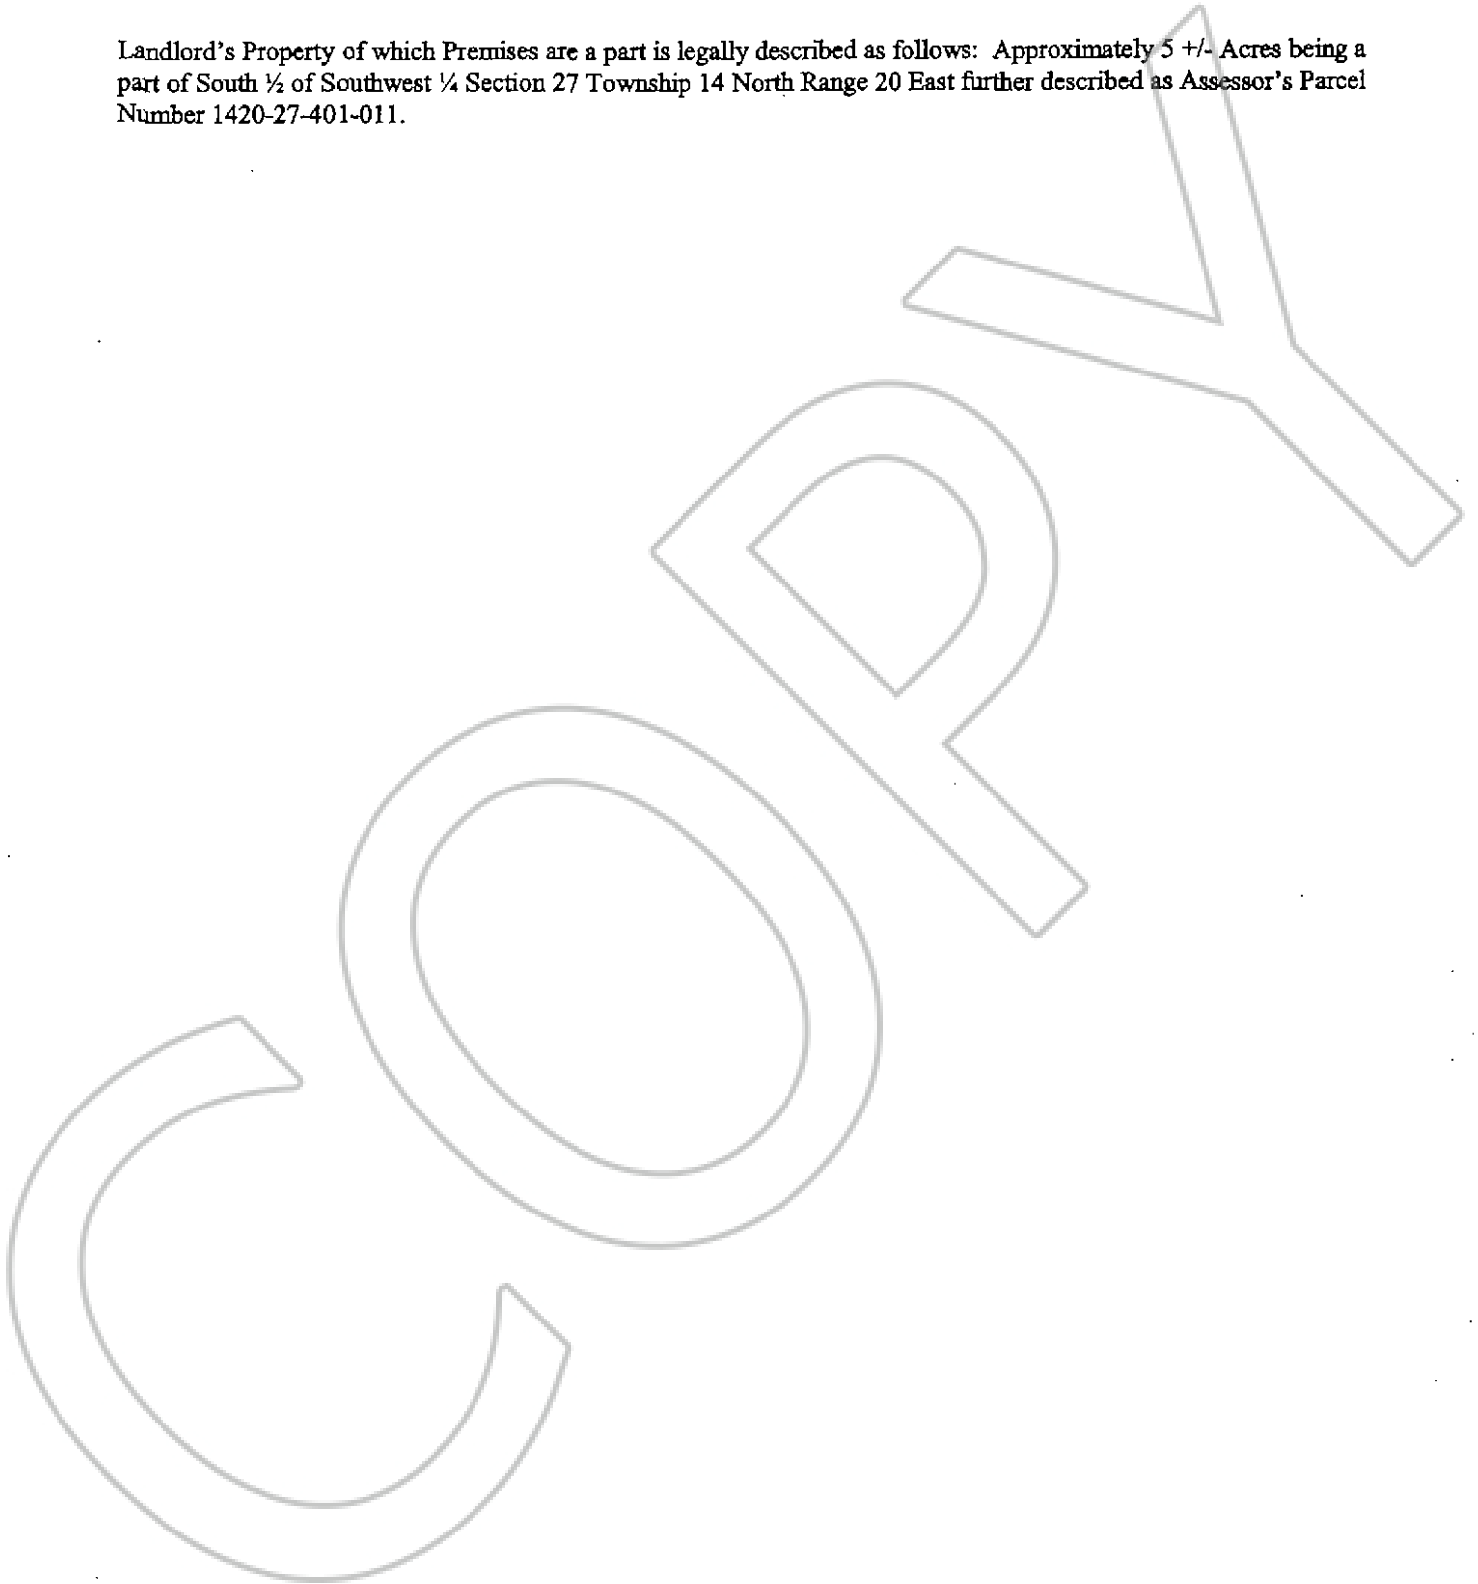 Landlord’s Property of which Premises are a part is legally described as follows:  Approximately 5 +/- Acres being a
part of South ½ of Southwest ¼ Section 27 Township 14 North Range 20 East further described as Assessor’s Parcel
Number 1420-27-401-011.
COPY